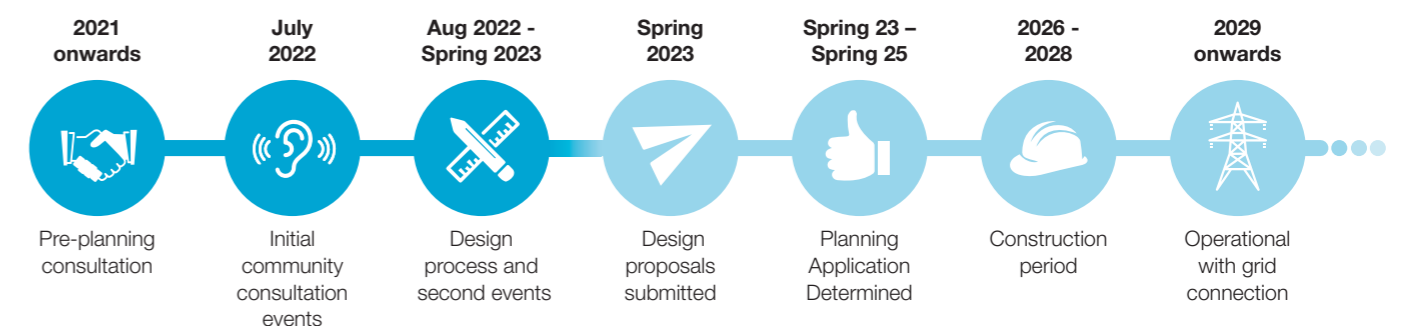 2021
onwards
July
2022
Aug 2022 -
Spring 2023
Spring
2023
Spring 23 –
Spring 25
2026 -
2028
2029
onwards
Pre-planning
consultation
Initial
community
consultation
events
Design
process and
second events
Design
proposals
submitted
Planning
Application
Determined
Construction
period
Operational
with grid
connection